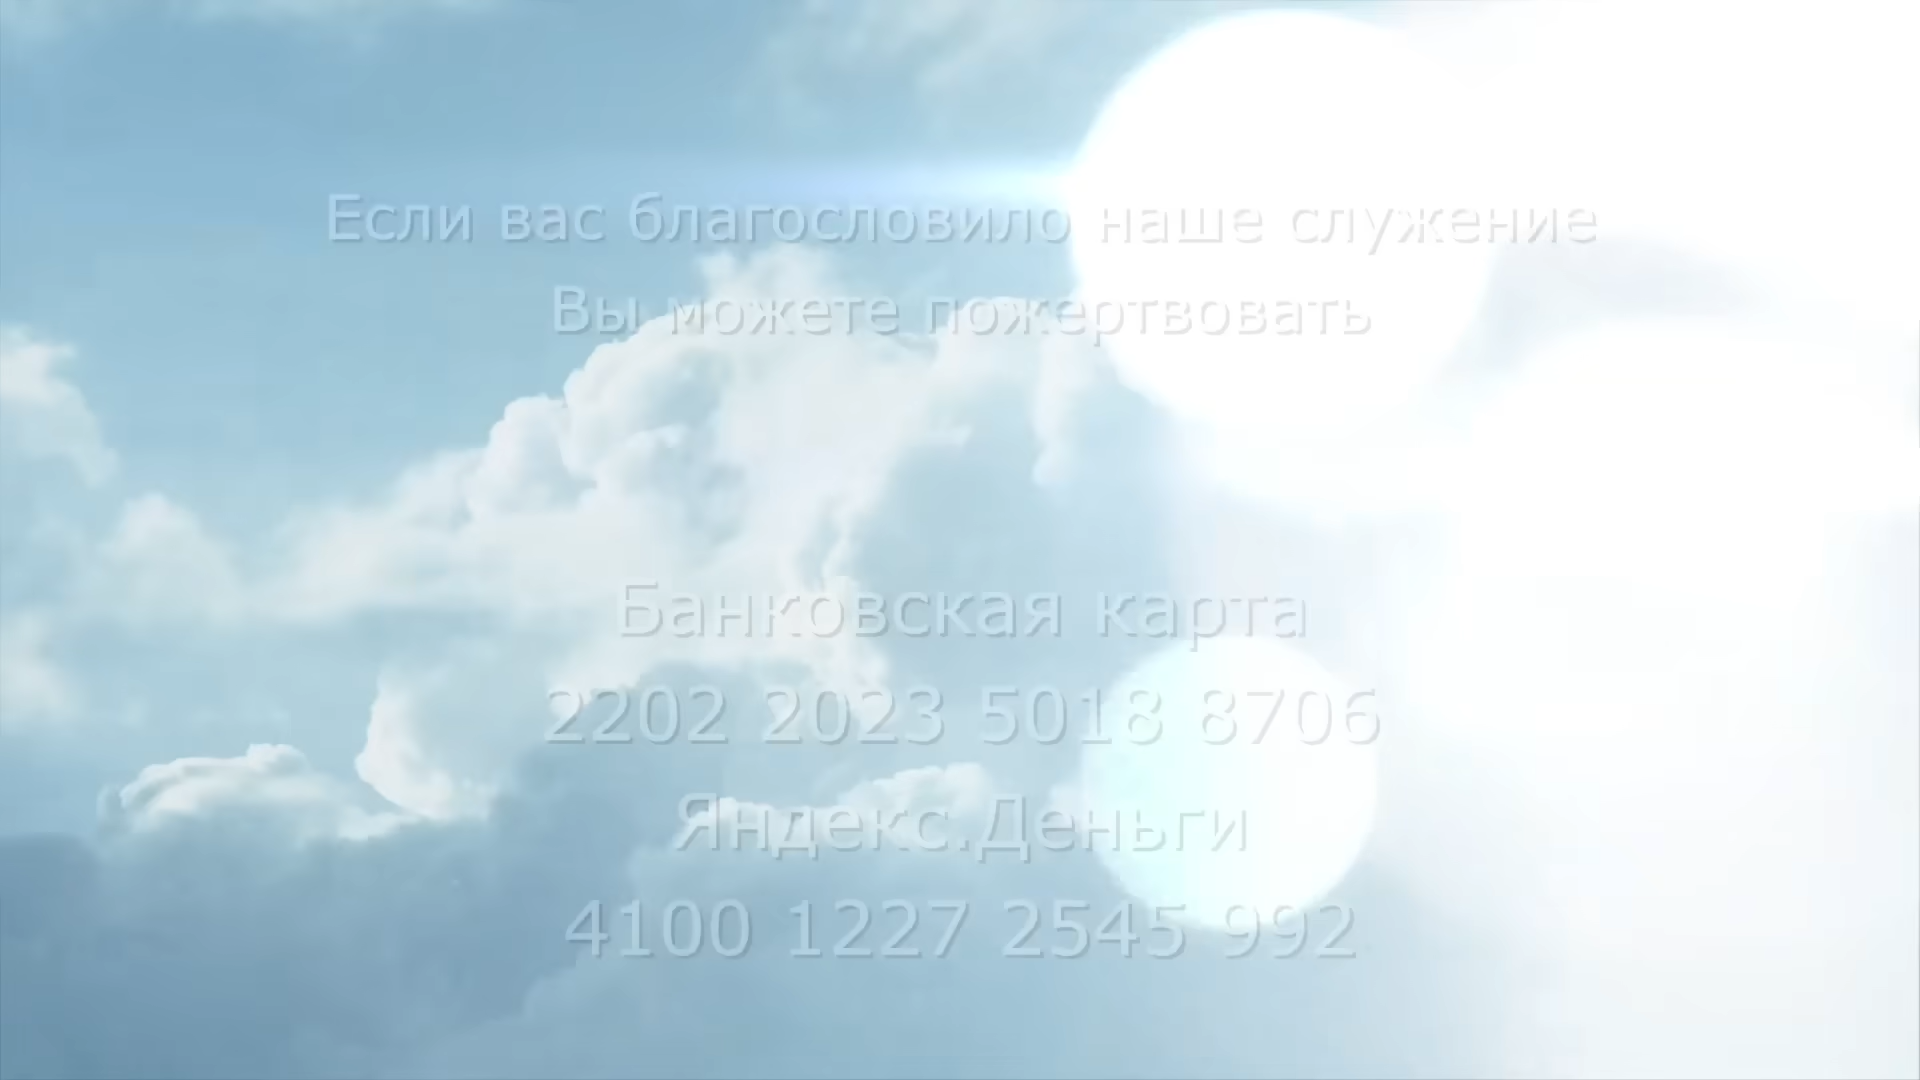 Если вас благословило наше служение
Вы можете пожертвовать
Банковская карта
2202 2023 5018 8706
Яндекс.Деньги
4100 1227 2545 992